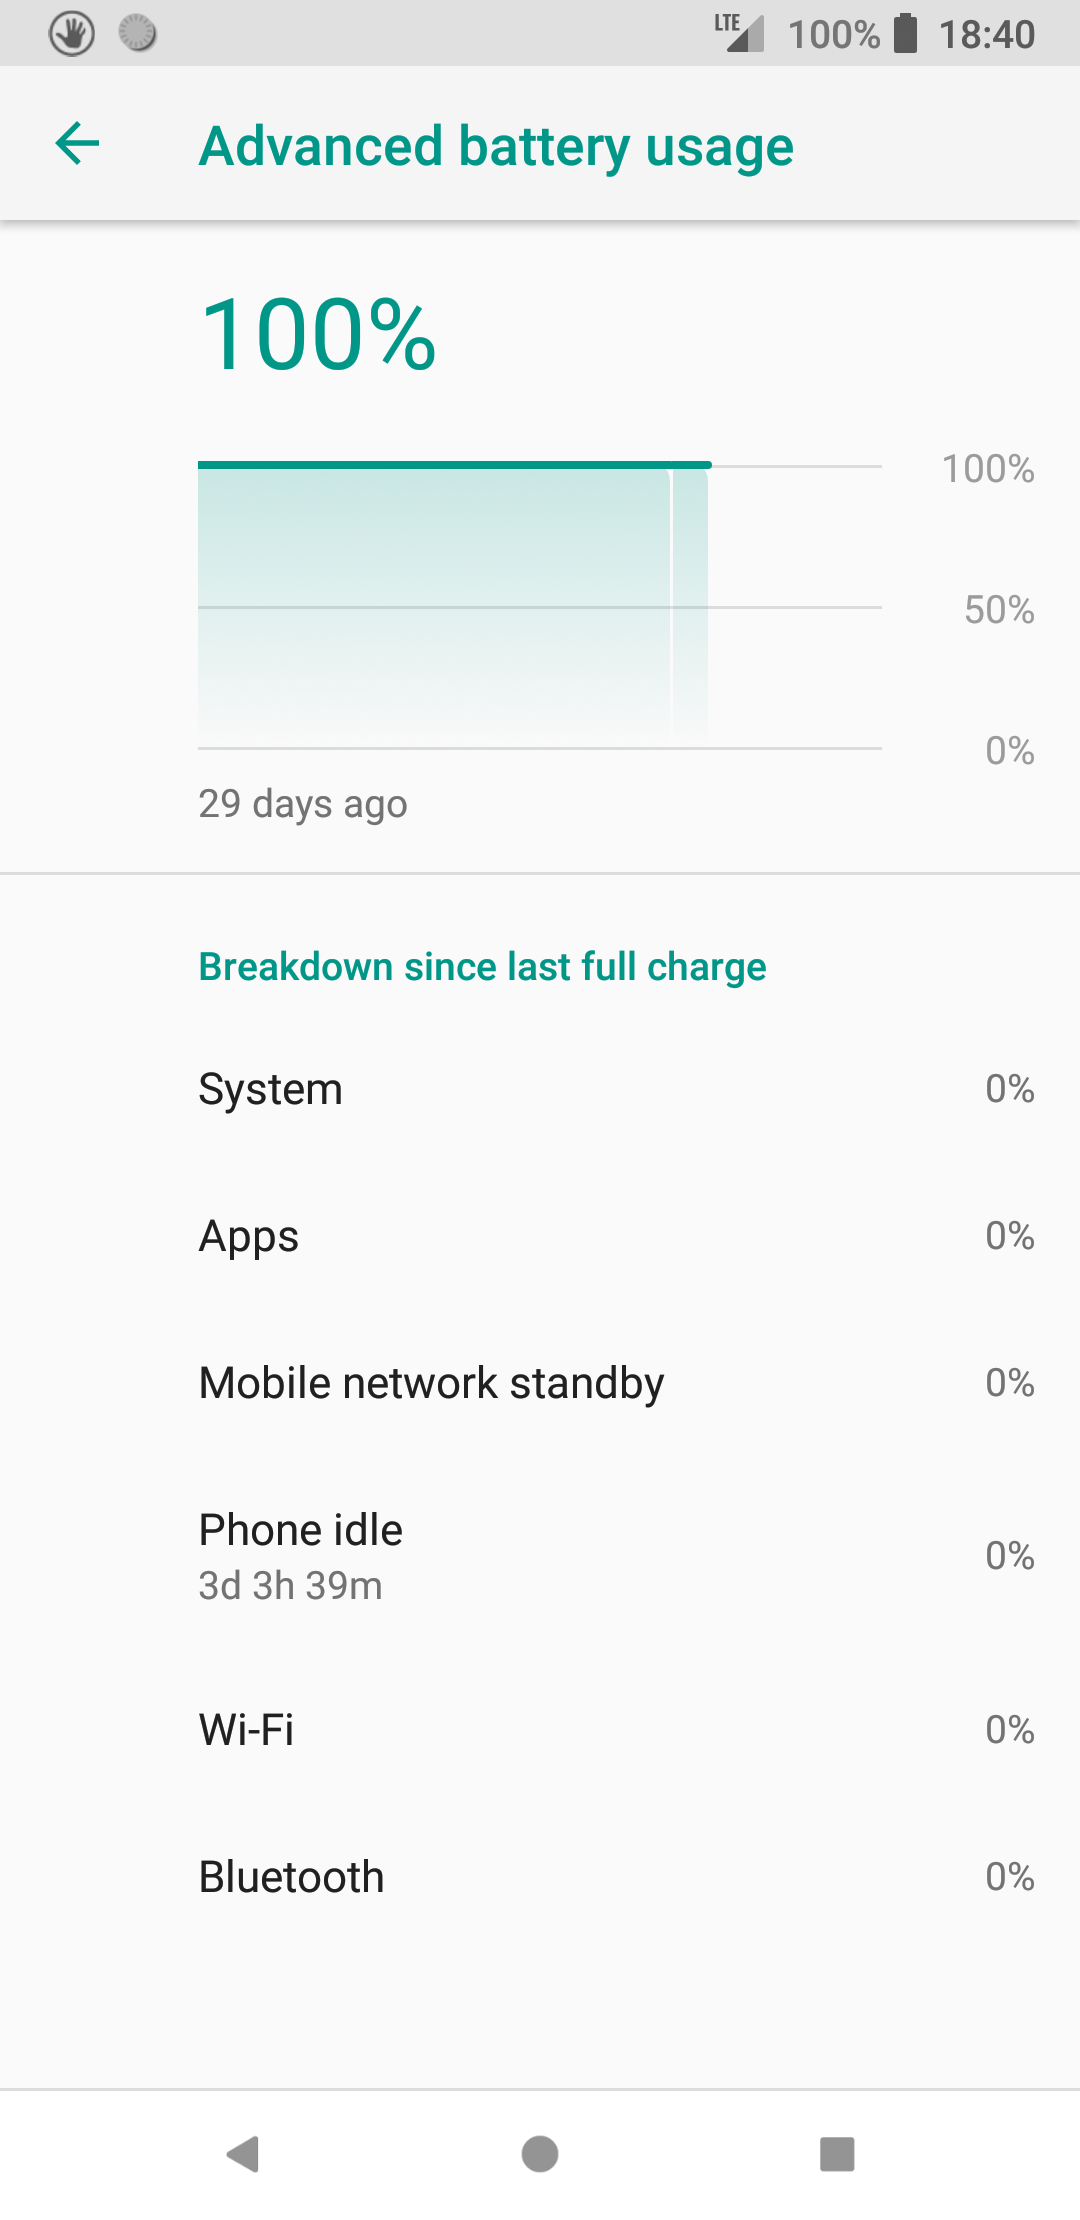 LTE 100% 18:40
Advanced battery usage
100%
100%
50%
0%
29 days ago
Breakdown since last full charge
System 0%
Apps 0%
Mobile network standby 0%
Phone idle 0%
3d 3h 39m
Wi-Fi 0%
Bluetooth 0%